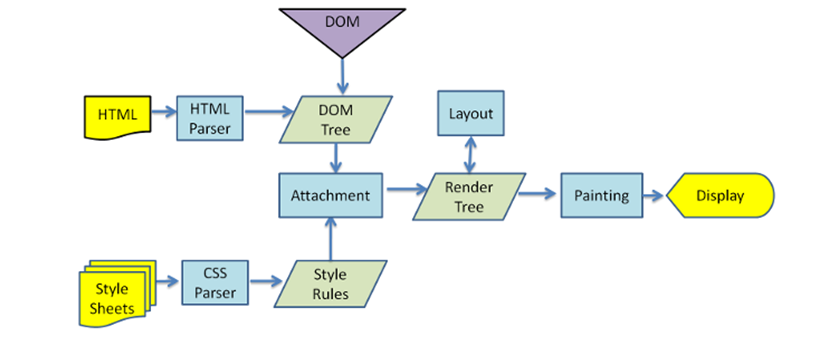 DOM
HTML
HTML
Parser
DOM
Tree
Layout
Attachment
Render
Tree
Painting
Display
Style
Sheets
CSS
Parser
Style
Rules